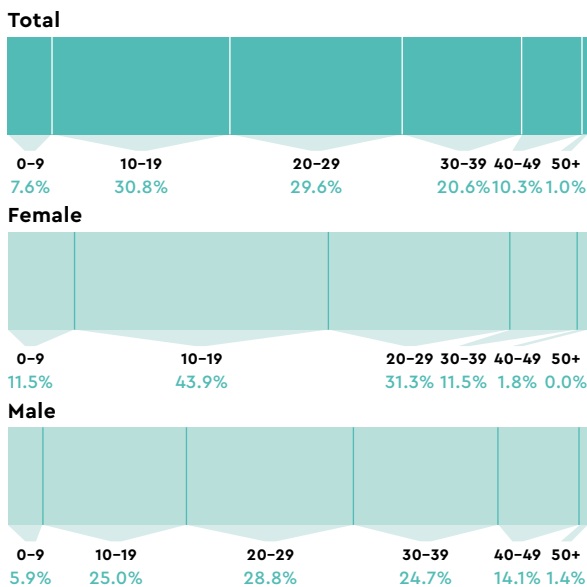 Total
0–9 10–19 20–29 30–39 40–49 50+
7.6% 30.8% 29.6% 20.6% 10.3% 1.0%
Female
0–9 10–19 20–29 30–39 40–49 50+
11.5% 43.9% 31.3% 11.5% 1.8% 0.0%
Male
0–9 10–19 20–29 30–39 40–49 50+
5.9% 25.0% 28.8% 24.7% 14.1% 1.4%